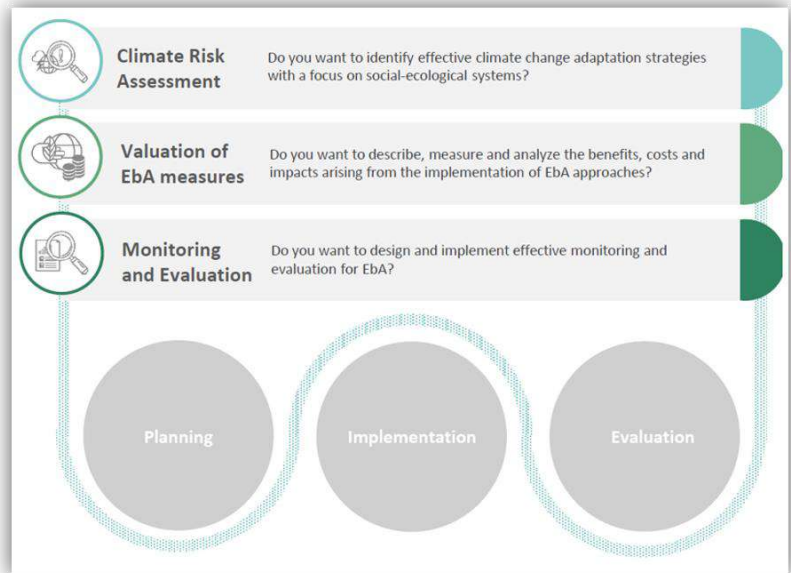 Climate Risk
Assessment
Do you want to identify effective climate change adaptation strategies
with a focus on social-ecological systems?
Valuation of
EbA measures
Do you want to describe, measure and analyze the benefits, costs and
impacts arising from the implementation of EbA approaches?
Monitoring
and Evaluation
Do you want to design and implement effective monitoring and
evaluation for EbA?
Planning
Implementation
Evaluation